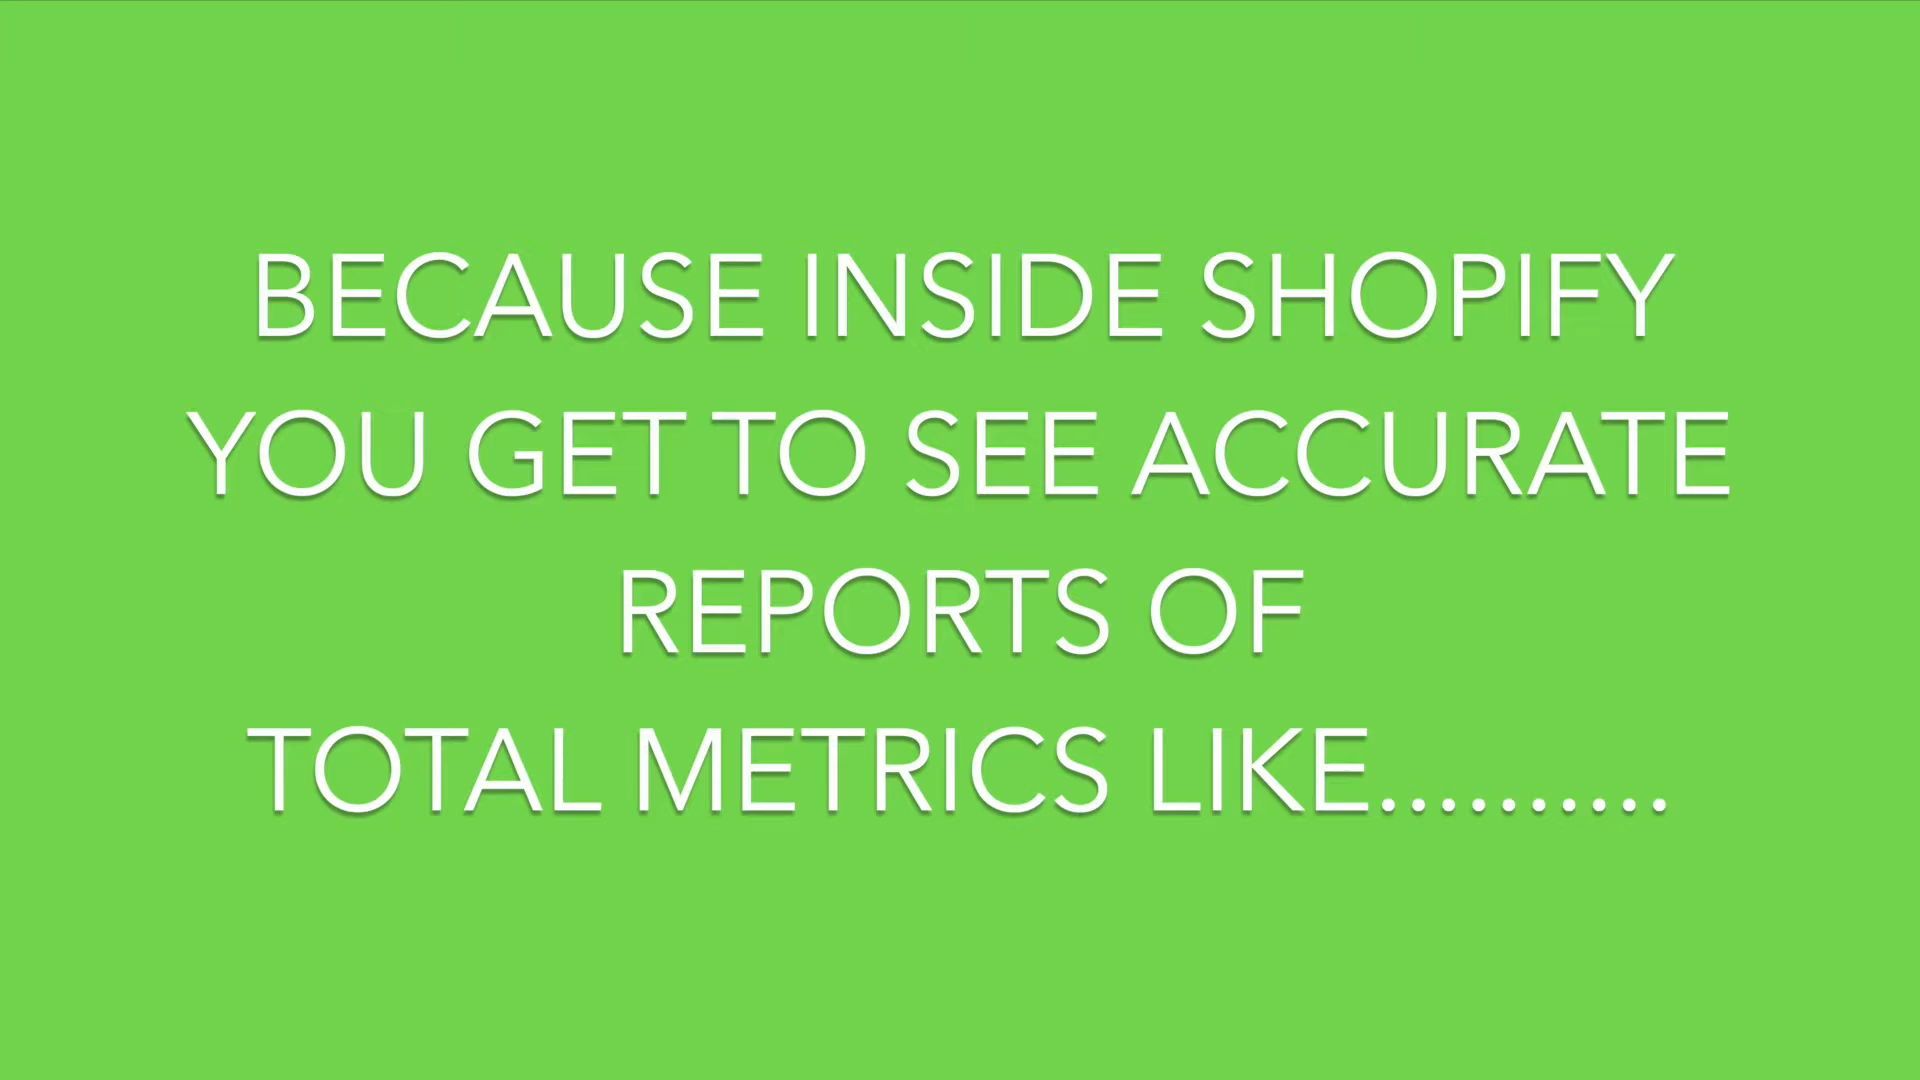 BECAUSE INSIDE SHOPIFY
YOU GET TO SEE ACCURATE
REPORTS OF
TOTAL METRICS LIKE..........